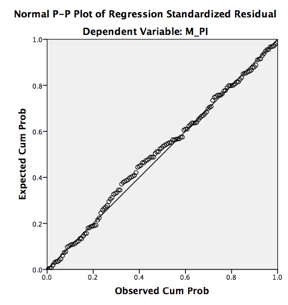 Normal P-P Plot of Regression Standardized Residual
Dependent Variable: M_PI
Expected Cum Prob
1.0
0.8
0.6
0.4
0.2
0.0
0.0 0.2 0.4 0.6 0.8 1.0
Observed Cum Prob